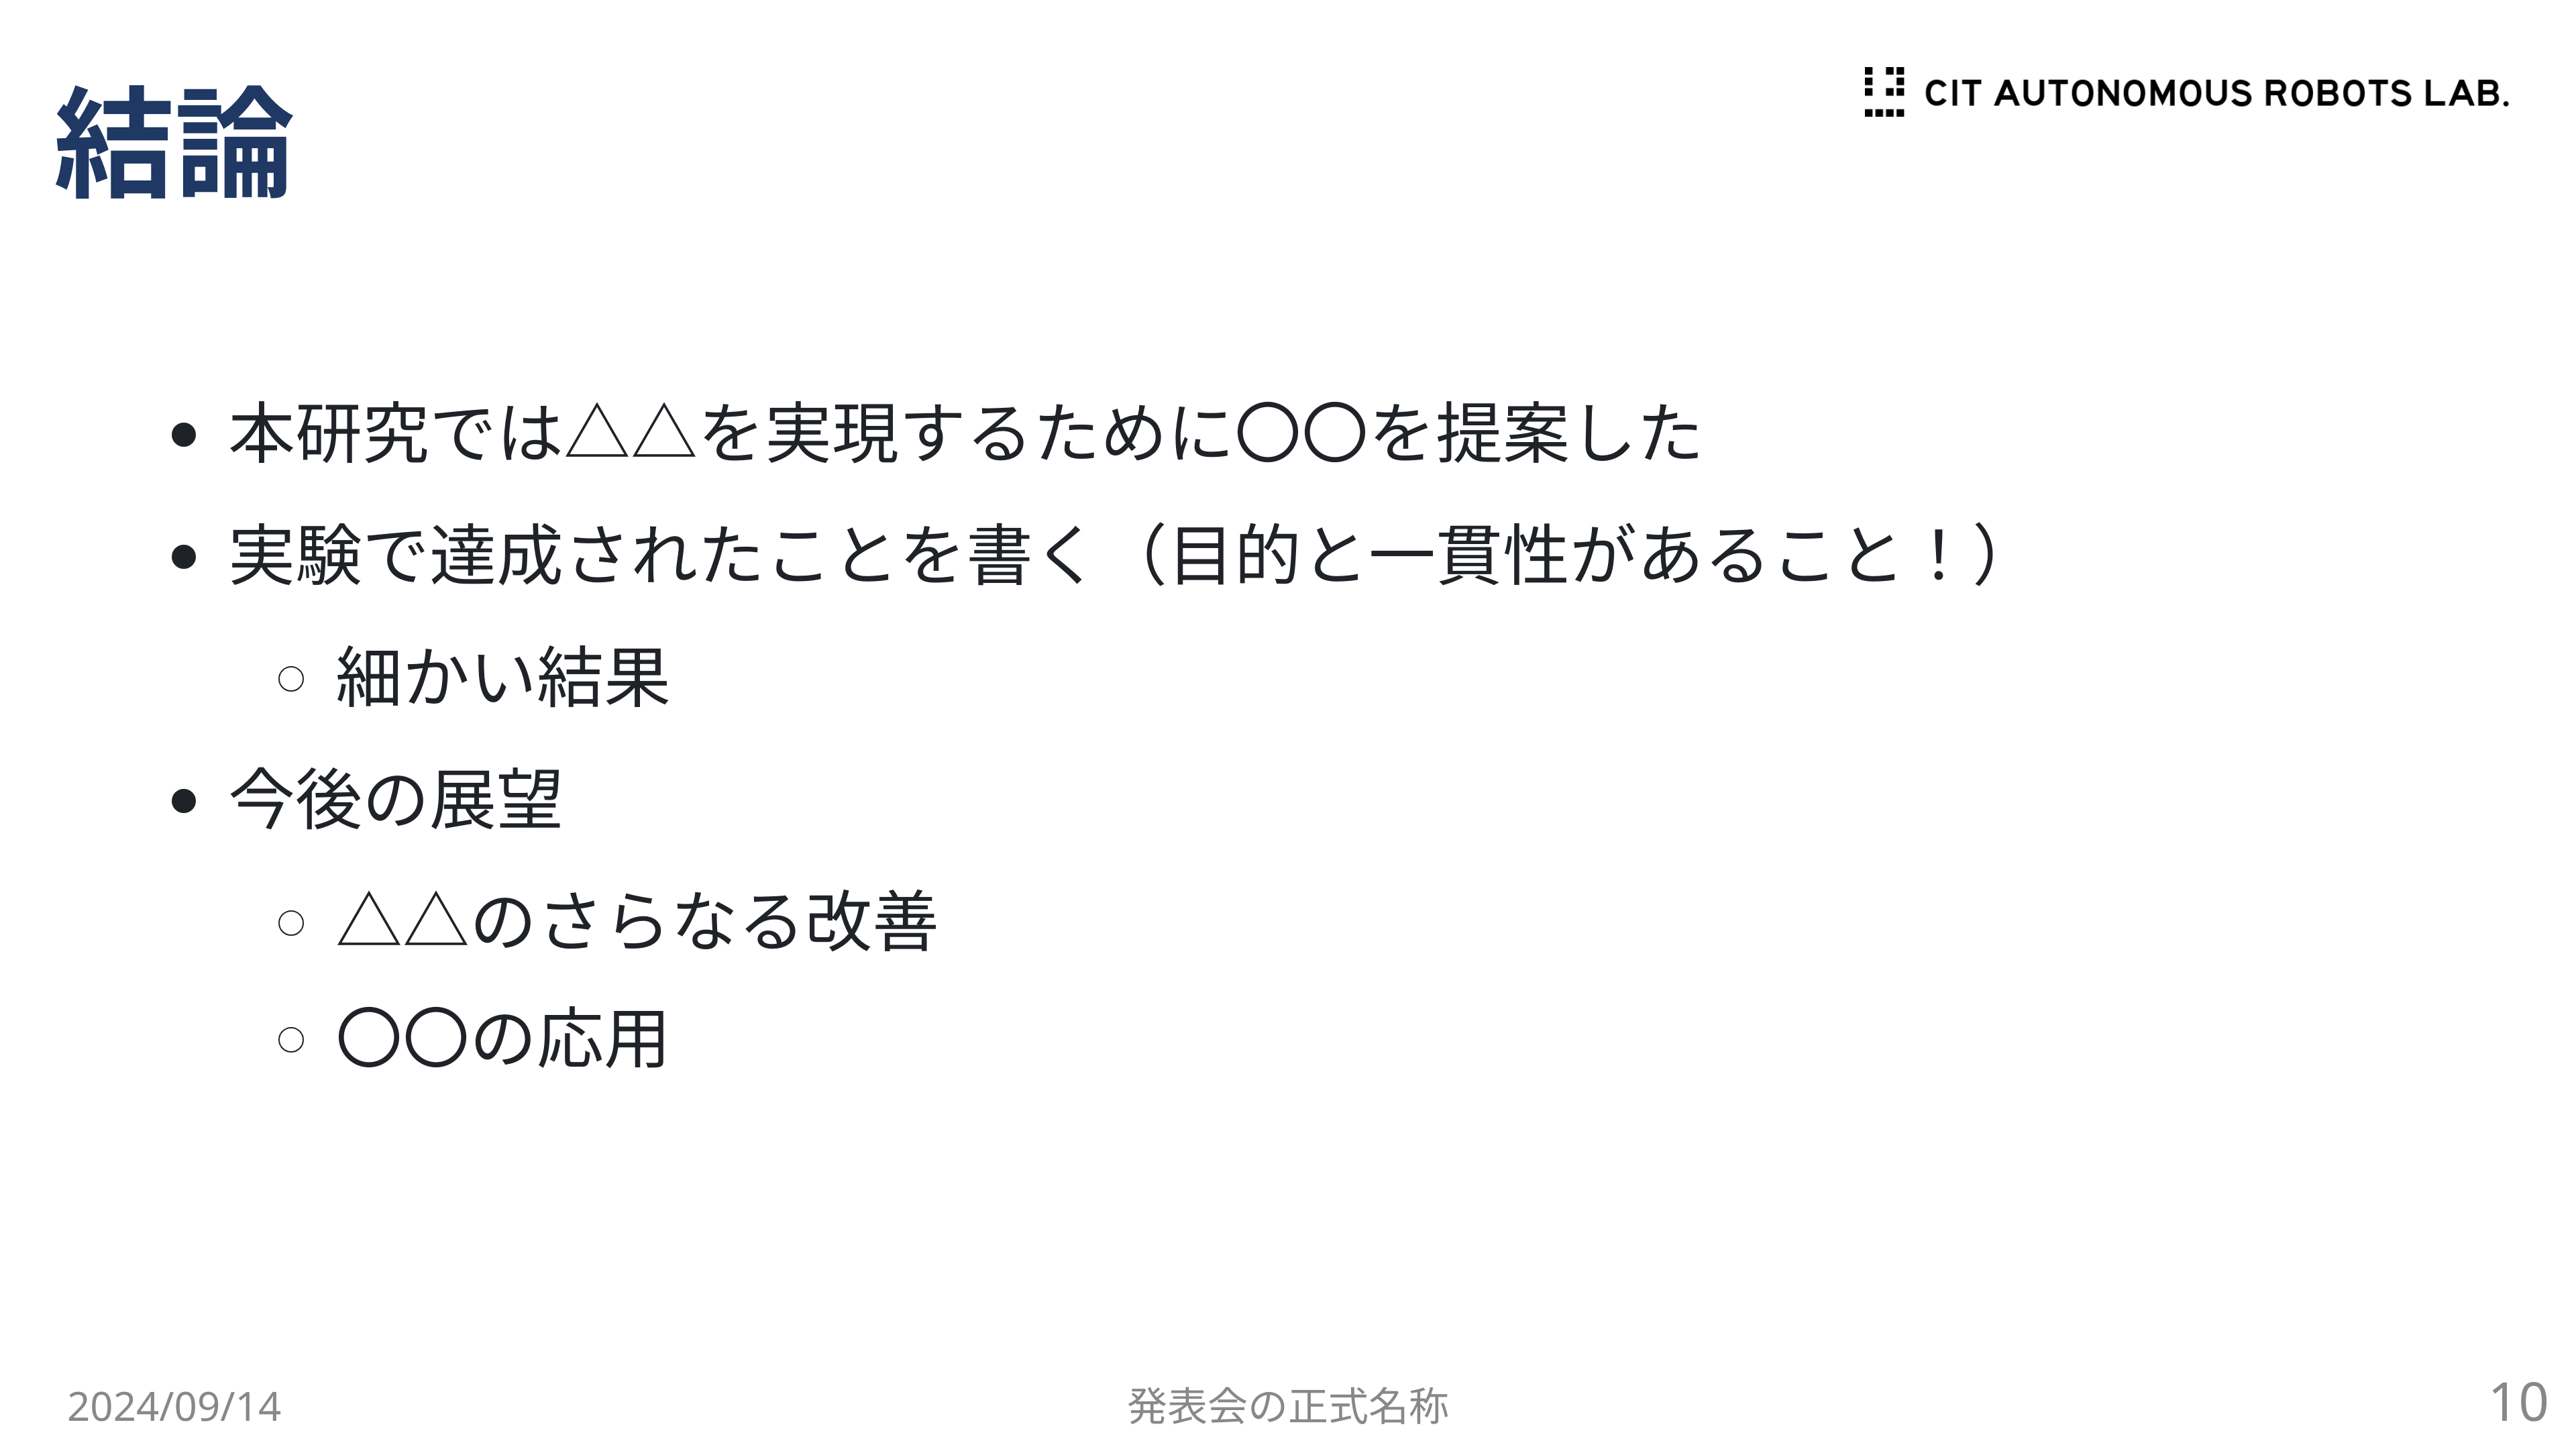 結論
CIT AUTONOMOUS ROBOTS LAB.
• 本研究では△△を実現するために〇〇を提案した
• 実験で達成されたことを書く（目的と一貫性があること！）
○ 細かい結果
• 今後の展望
○ △△のさらなる改善
○ 〇〇の応用
2024/09/14
発表会の正式名称
10